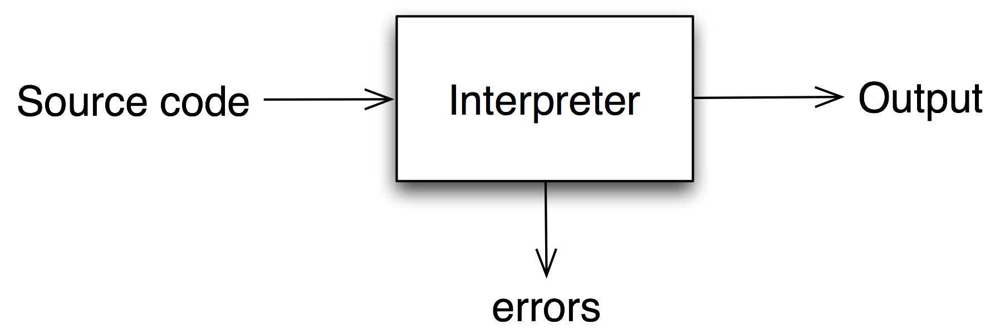 Source code
Interpreter
Output
errors